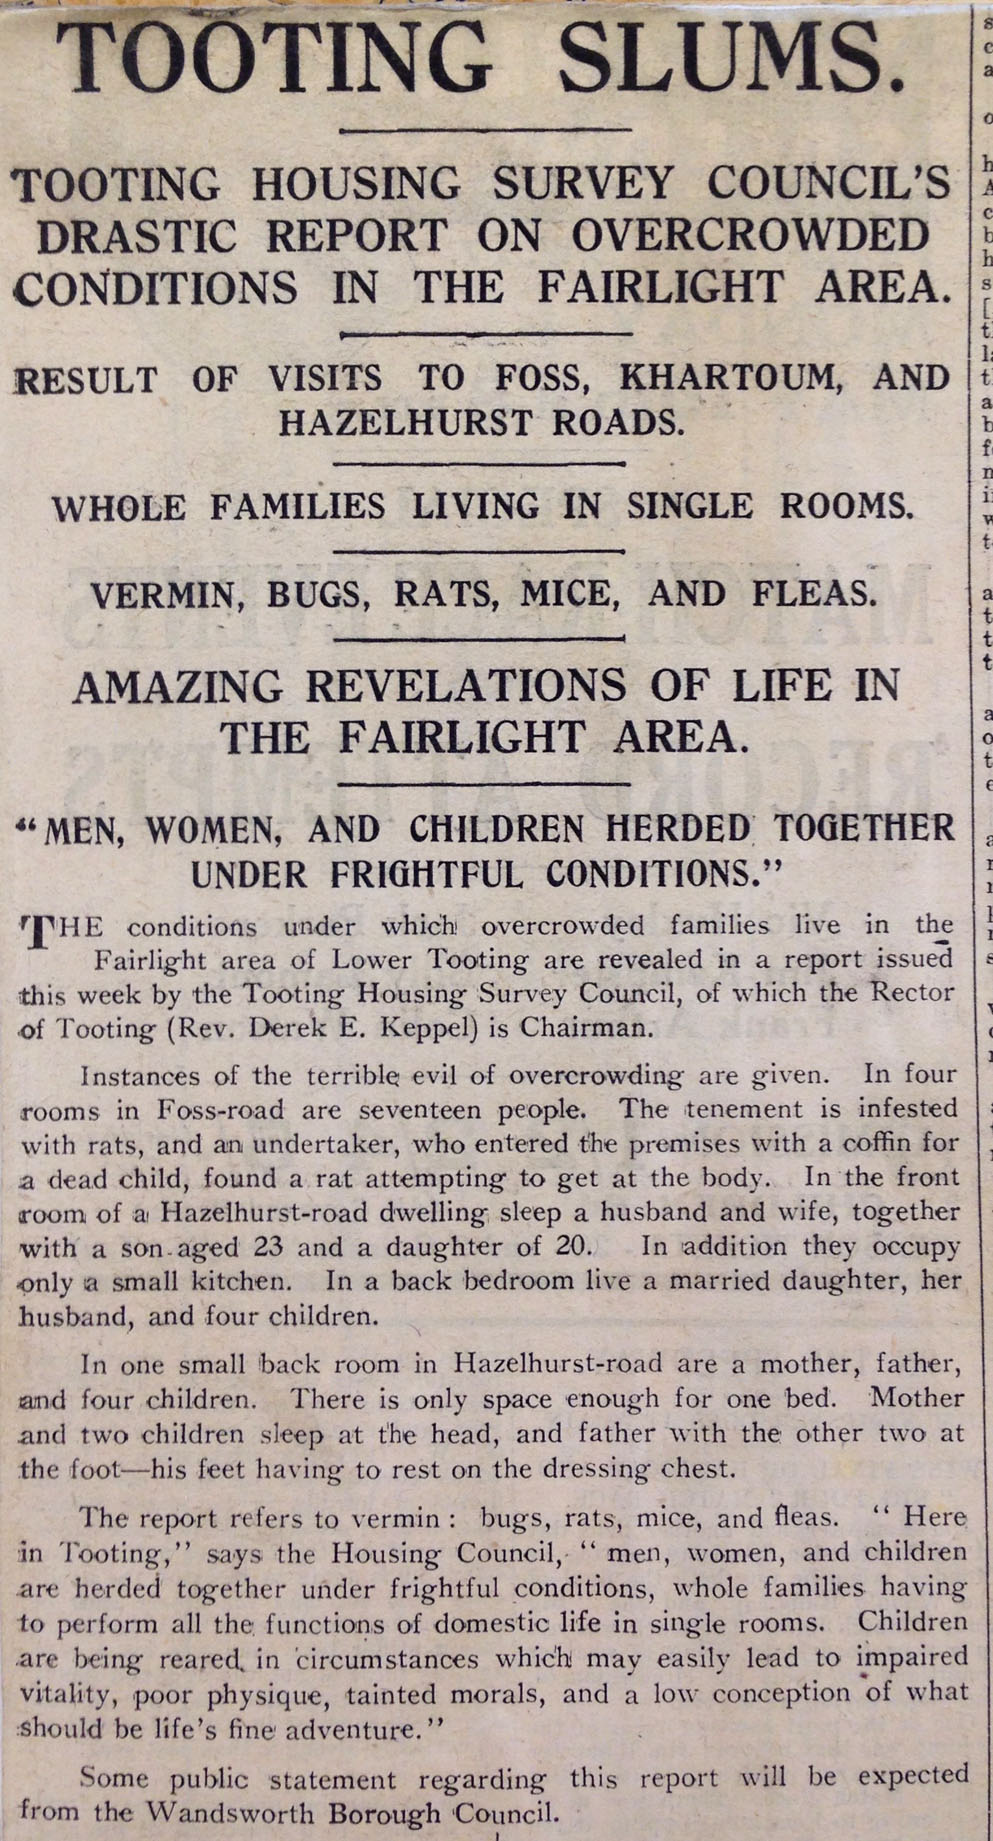 TOOTING SLUMS.
TOOTING HOUSING SURVEY COUNCIL'S
DRASTIC REPORT ON OVERCROWDED
CONDITIONS IN THE FAIRLIGHT AREA.
RESULT OF VISITS TO FOSS, KHARTOUM, AND
HAZELHURST ROADS.
WHOLE FAMILIES LIVING IN SINGLE ROOMS.
VERMIN, BUGS, RATS, MICE, AND FLEAS.
AMAZING REVELATIONS OF LIFE IN
THE FAIRLIGHT AREA.
"MEN, WOMEN, AND CHILDREN HERDED TOGETHER
UNDER FRIGHTFUL CONDITIONS."
THE conditions under which overcrowded families live in the
Fairlight area of Lower Tooting are revealed in a report issued
this week by the Tooting Housing Survey Council, of which the Rector
of Tooting (Rev. Derek E. Keppel) is Chairman.
Instances of the terrible evil of overcrowding are given. In four
rooms in Foss-road are seventeen people. The tenement is infested
with rats, and an undertaker, who entered the premises with a coffin for
a dead child, found a rat attempting to get at the body. In the front
room of a Hazelhurst-road dwelling sleep a husband and wife, together
with a son aged 23 and a daughter of 20. In addition they occupy
only a small kitchen. In a back bedroom live a married daughter, her
husband, and four children.
In one small back room in Hazelhurst-road are a mother, father,
and four children. There is only space enough for one bed. Mother
and two children sleep at the head, and father with the other two at
the foot—his feet having to rest on the dressing chest.
The report refers to vermin: bugs, rats, mice, and fleas. "Here
in Tooting," says the Housing Council, "men, women, and children
are herded together under frightful conditions, whole families having
to perform all the functions of domestic life in single rooms. Children
are being reared in circumstances which may easily lead to impaired
vitality, poor physique, tainted morals, and a low conception of what
should be life's fine adventure."
Some public statement regarding this report will be expected
from the Wandsworth Borough Council.